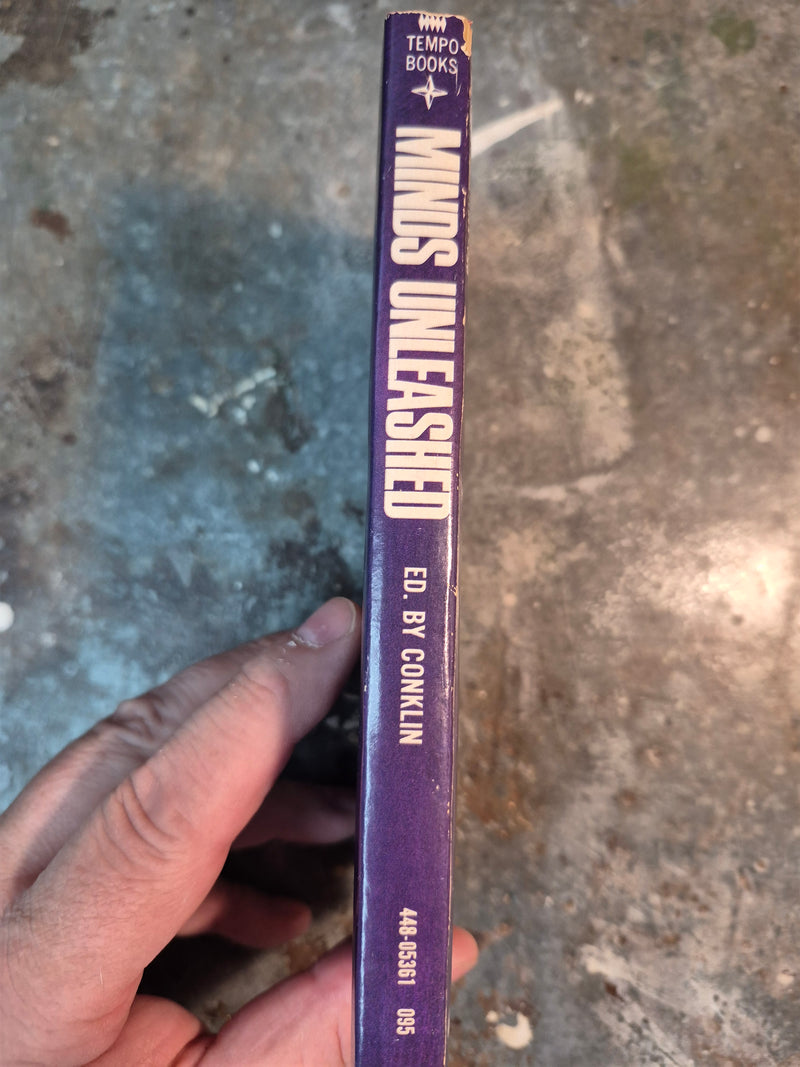 TEMPO
BOOKS
MINDS UNLEASHED
ED. BY CONKLIN
448-05361 095